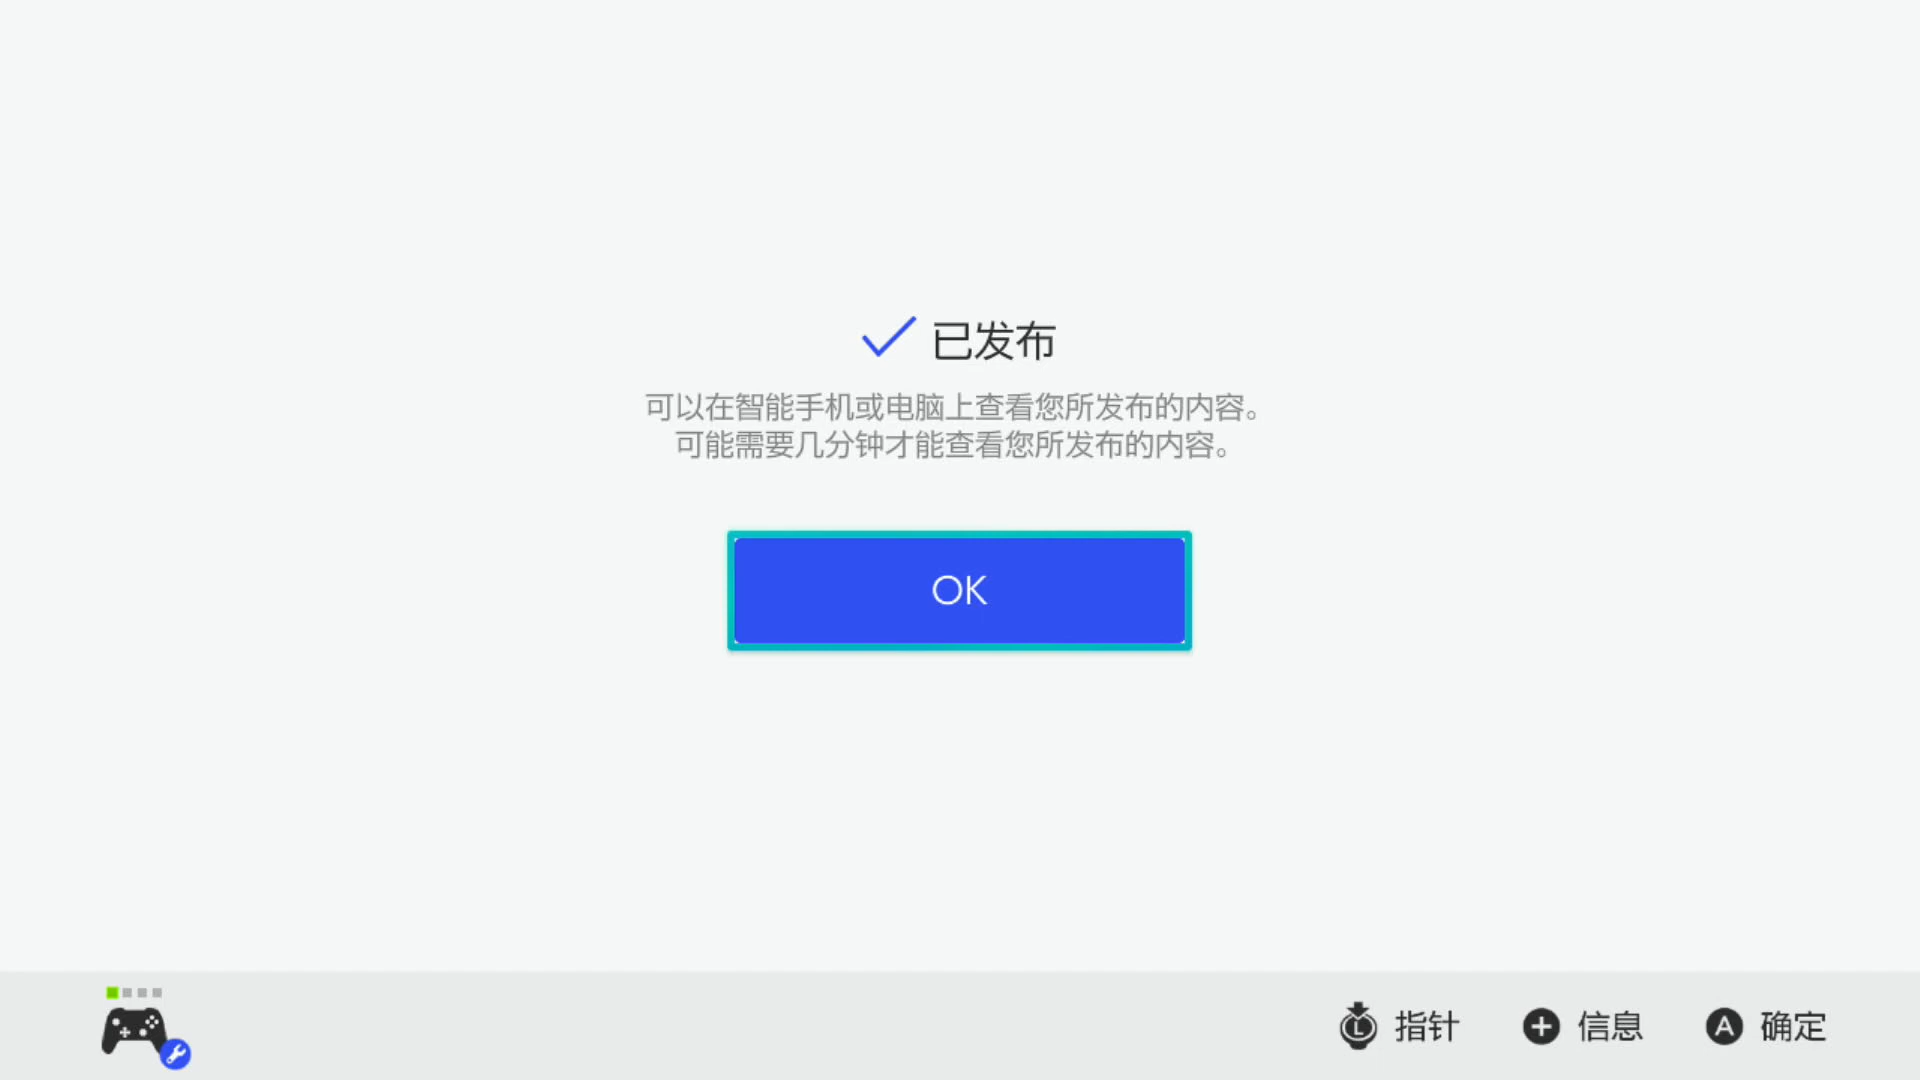 已发布
可以在智能手机或电脑上查看您所发布的内容。
可能需要几分钟才能查看您所发布的内容。
OK
L 指针
+ 信息
A 确定